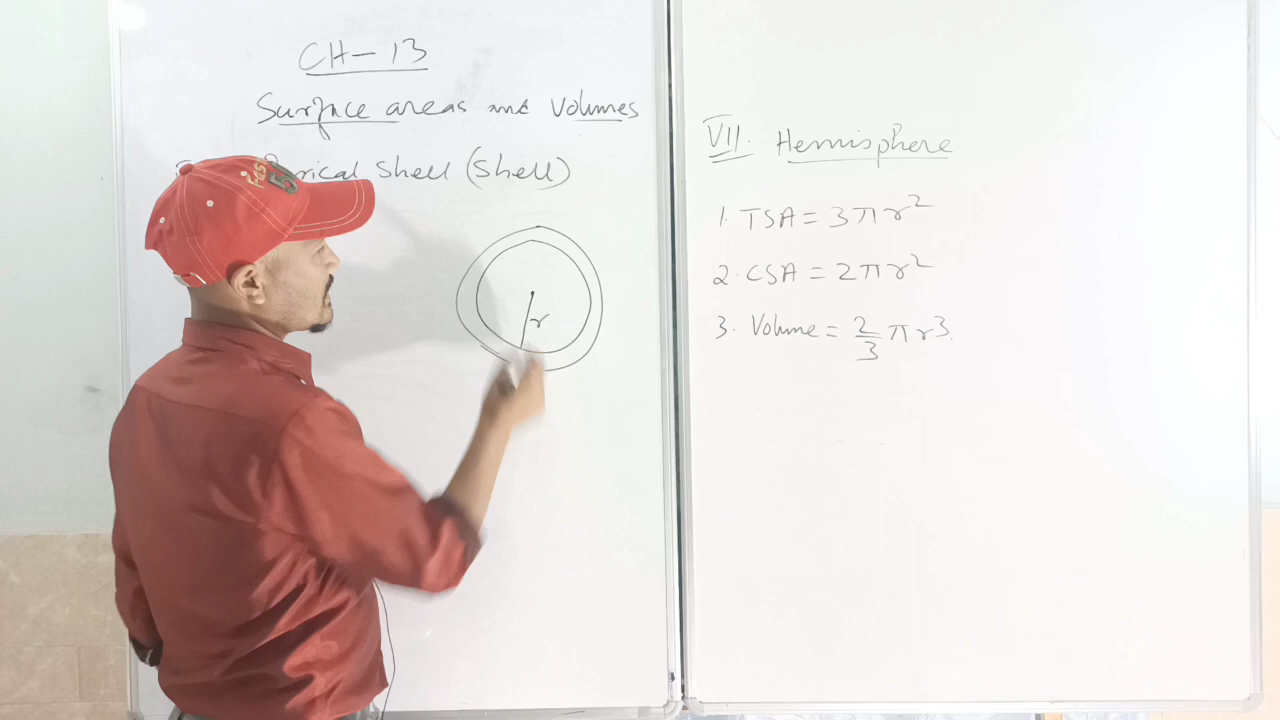 CH-13
Surface areas and Volumes
Shell (Shell)
r
VII. Hemisphere
1. TSA = 3πr²
2. CSA = 2πr²
3. Volume = 2/3 πr³.
50